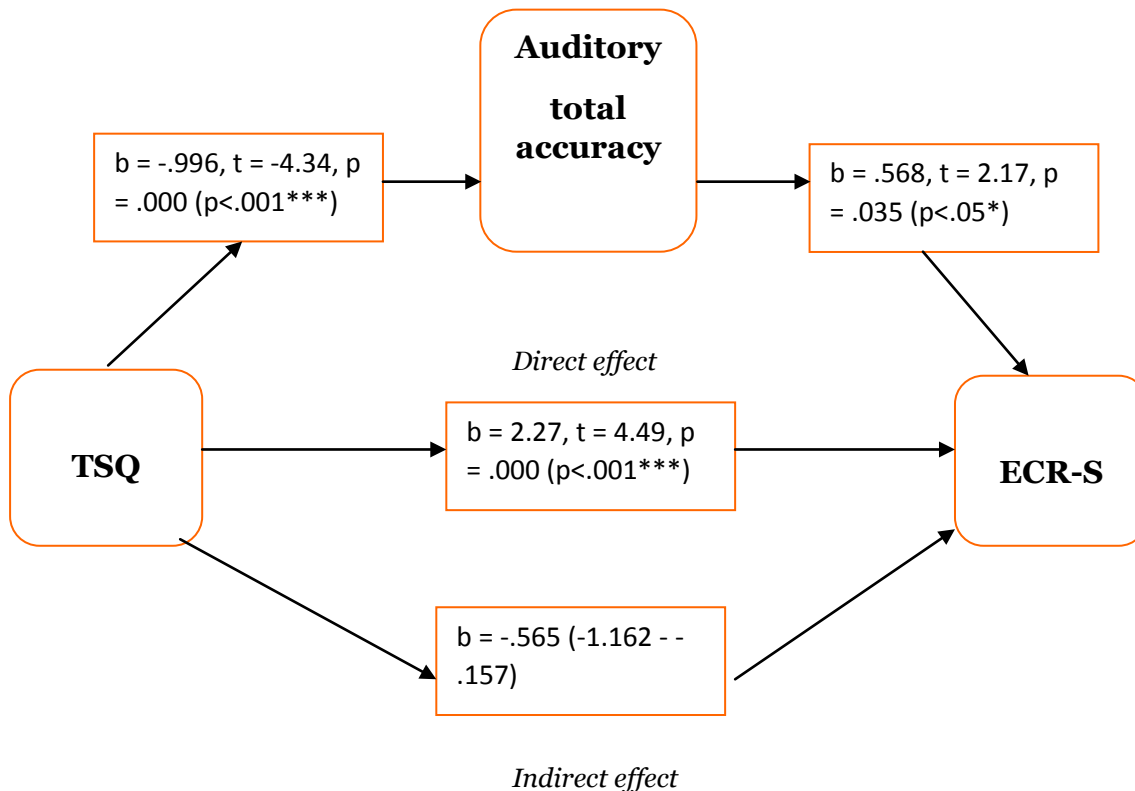 Auditory
total
accuracy
b = -.996, t = -4.34, p
= .000 (p<.001***)
b = .568, t = 2.17, p
= .035 (p<.05*)
Direct effect
TSQ
b = 2.27, t = 4.49, p
= .000 (p<.001***)
ECR-S
b = -.565 (-1.162 - -
.157)
Indirect effect